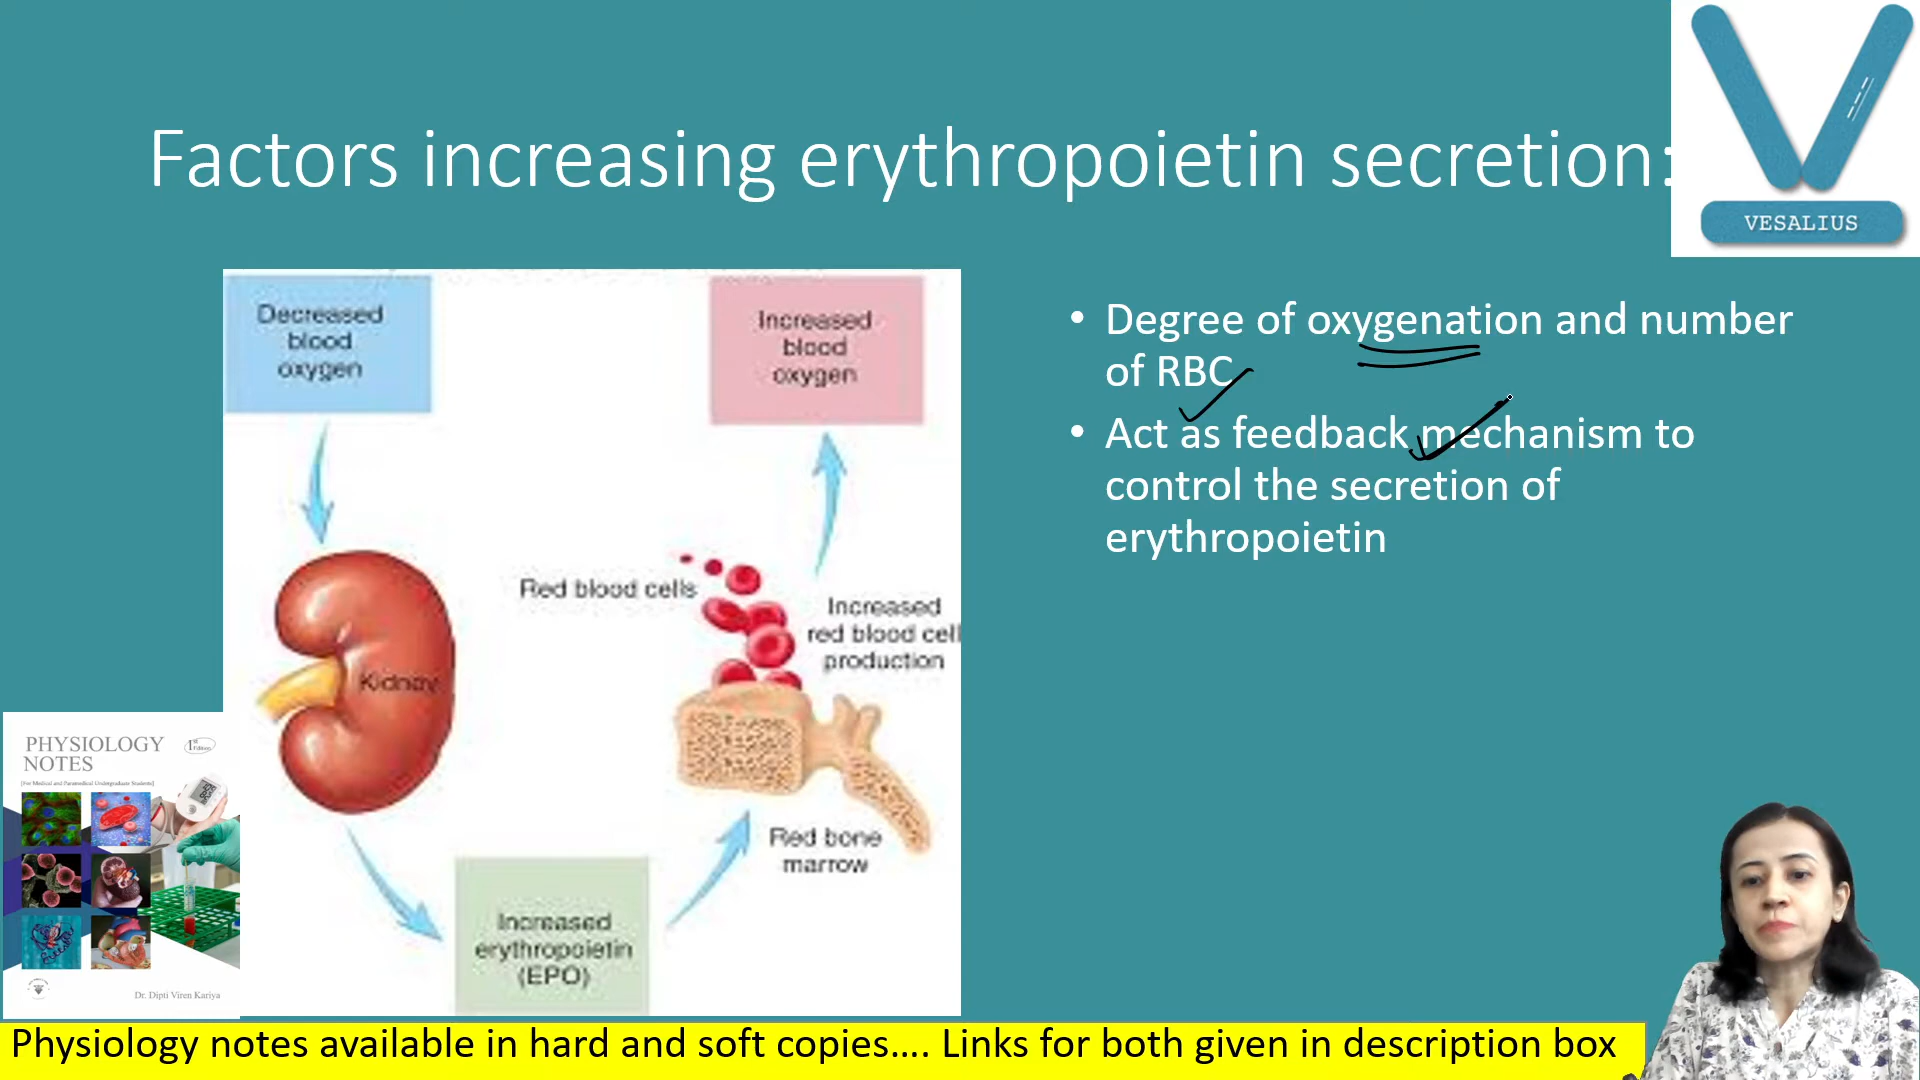 Factors increasing erythropoietin secretion:
VESALIUS
Decreased
blood
oxygen
Increased
blood
oxygen
• Degree of oxygenation and number
of RBC
• Act as feedback mechanism to
control the secretion of
erythropoietin
Red blood cells
Increased
red blood cell
production
Kidney
Red bone
marrow
Increased
erythropoietin
(EPO)
PHYSIOLOGY
NOTES
1st
Edition
[For Medical and Paramedical Undergraduate Students]
Dr. Dipti Viren Kariya
Physiology notes available in hard and soft copies.... Links for both given in description box